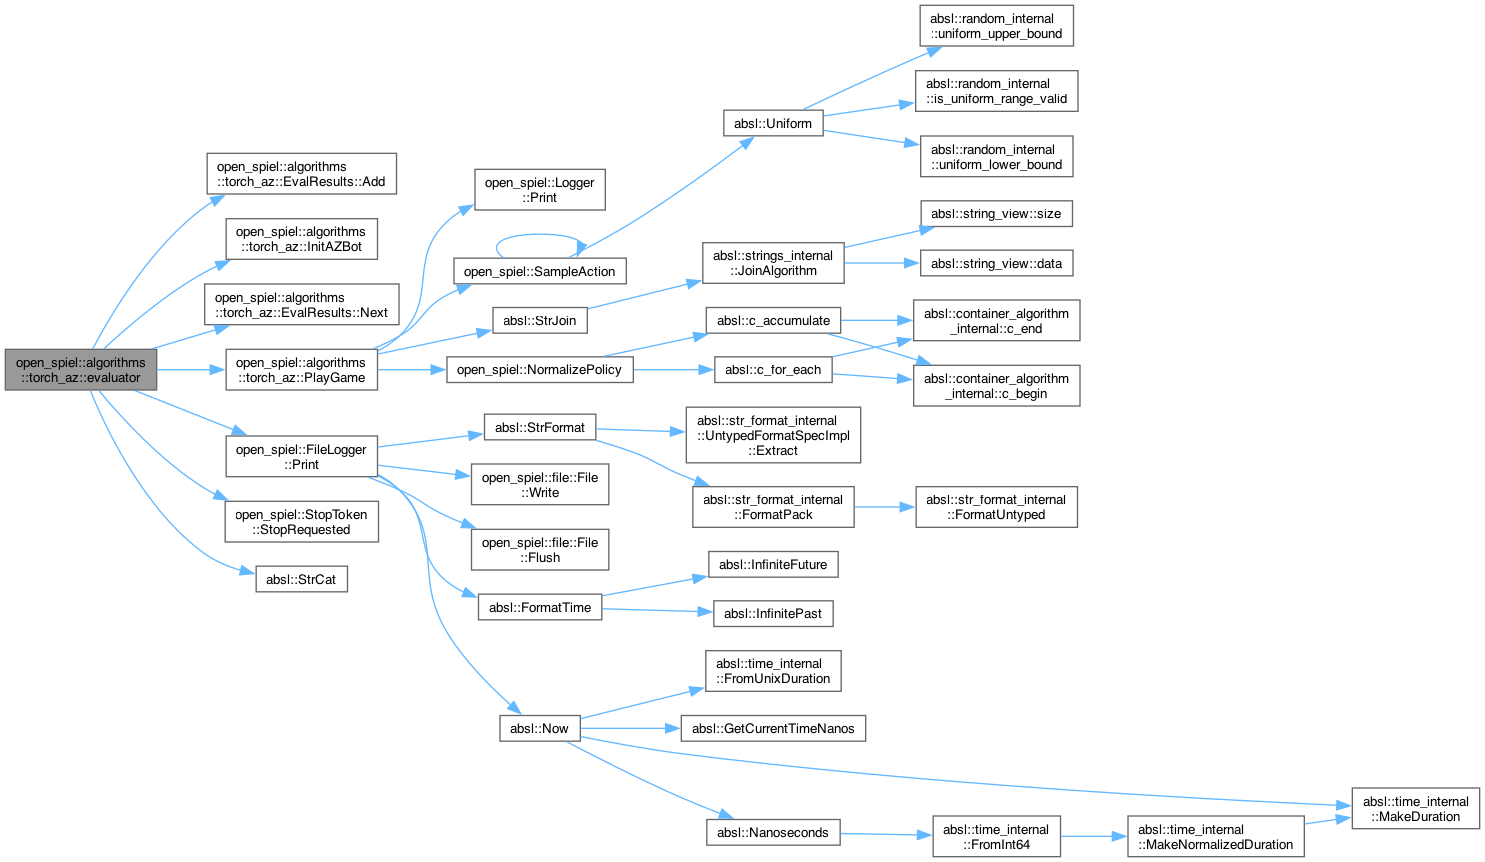 open_spiel::algorithms
::torch_az::evaluator
open_spiel::algorithms
::torch_az::EvalResults::Add
open_spiel::algorithms
::torch_az::InitAZBot
open_spiel::algorithms
::torch_az::EvalResults::Next
open_spiel::algorithms
::torch_az::PlayGame
open_spiel::FileLogger
::Print
open_spiel::StopToken
::StopRequested
absl::StrCat
open_spiel::Logger
::Print
open_spiel::SampleAction
absl::StrJoin
open_spiel::NormalizePolicy
absl::StrFormat
open_spiel::file::File
::Write
open_spiel::file::File
::Flush
absl::FormatTime
absl::Now
absl::Uniform
absl::strings_internal
::JoinAlgorithm
absl::c_accumulate
absl::c_for_each
absl::str_format_internal
::UntypedFormatSpecImpl
::Extract
absl::str_format_internal
::FormatPack
absl::InfiniteFuture
absl::InfinitePast
absl::time_internal
::FromUnixDuration
absl::GetCurrentTimeNanos
absl::Nanoseconds
absl::random_internal
::uniform_upper_bound
absl::random_internal
::is_uniform_range_valid
absl::random_internal
::uniform_lower_bound
absl::string_view::size
absl::string_view::data
absl::container_algorithm
_internal::c_end
absl::container_algorithm
_internal::c_begin
absl::str_format_internal
::FormatUntyped
absl::time_internal
::FromInt64
absl::time_internal
::MakeNormalizedDuration
absl::time_internal
::MakeDuration